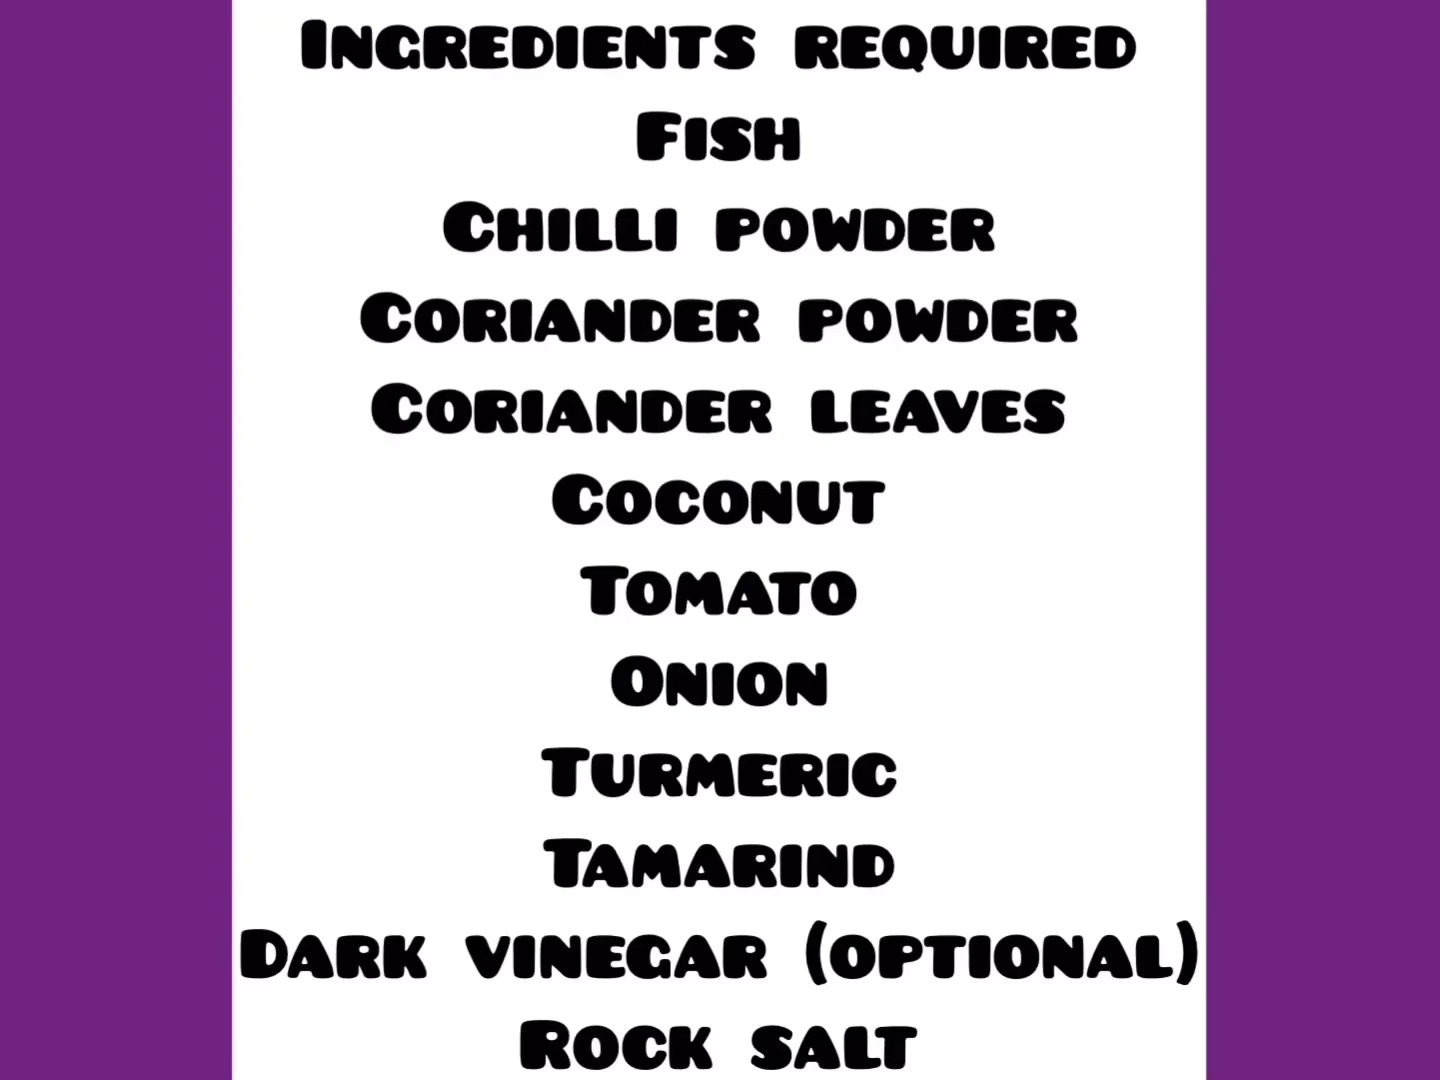 Ingredients required
Fish
Chilli powder
Coriander powder
Coriander leaves
Coconut
Tomato
Onion
Turmeric
Tamarind
Dark vinegar (optional)
Rock salt